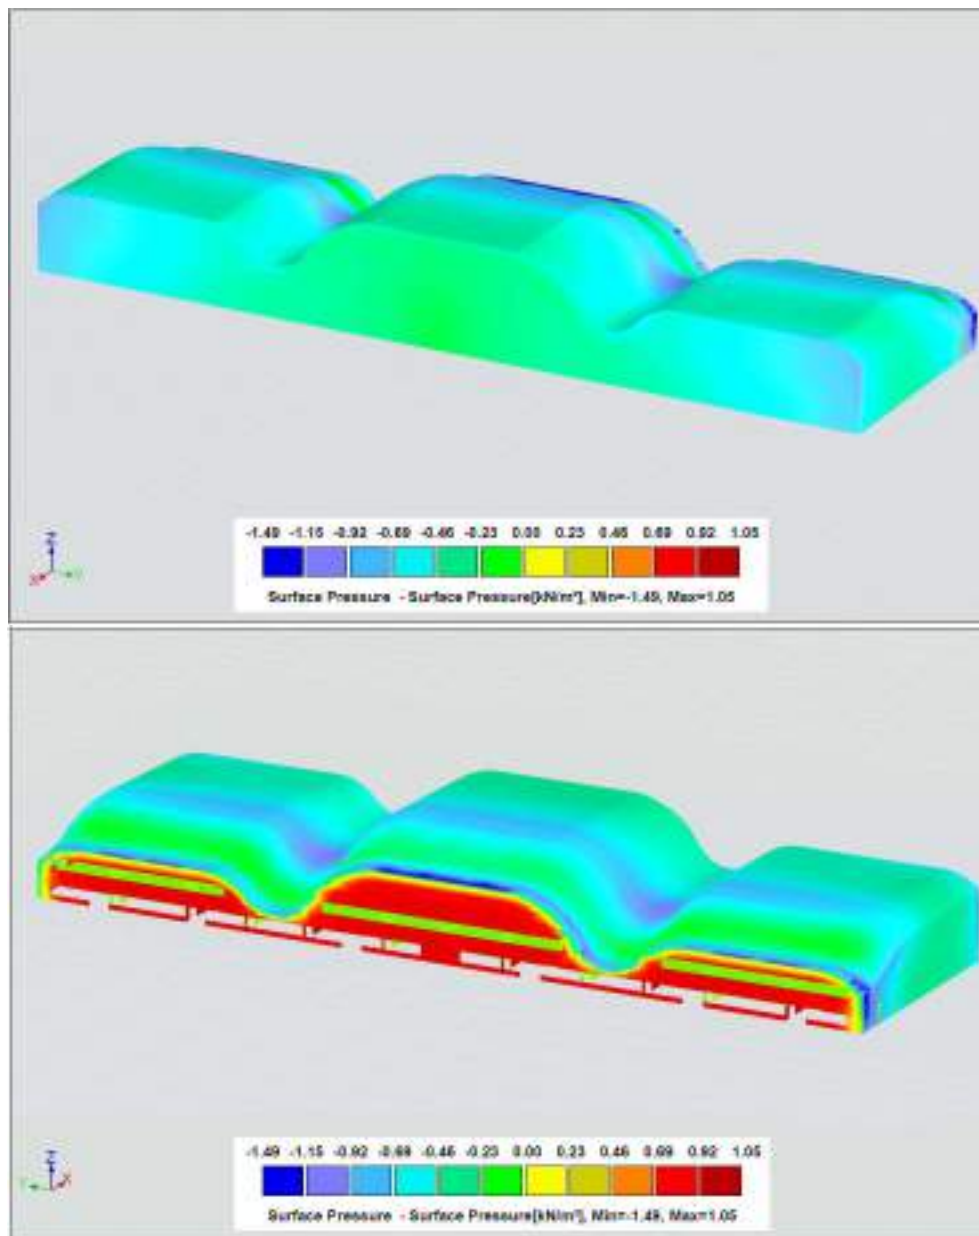 -1.49 -1.15 -0.92 -0.69 -0.46 -0.23 0.00 0.23 0.46 0.69 0.92 1.05
Surface Pressure - Surface Pressure[kN/m²], Min=-1.49, Max=1.05
-1.49 -1.15 -0.92 -0.69 -0.46 -0.23 0.00 0.23 0.46 0.69 0.92 1.05
Surface Pressure - Surface Pressure[kN/m²], Min=-1.49, Max=1.05